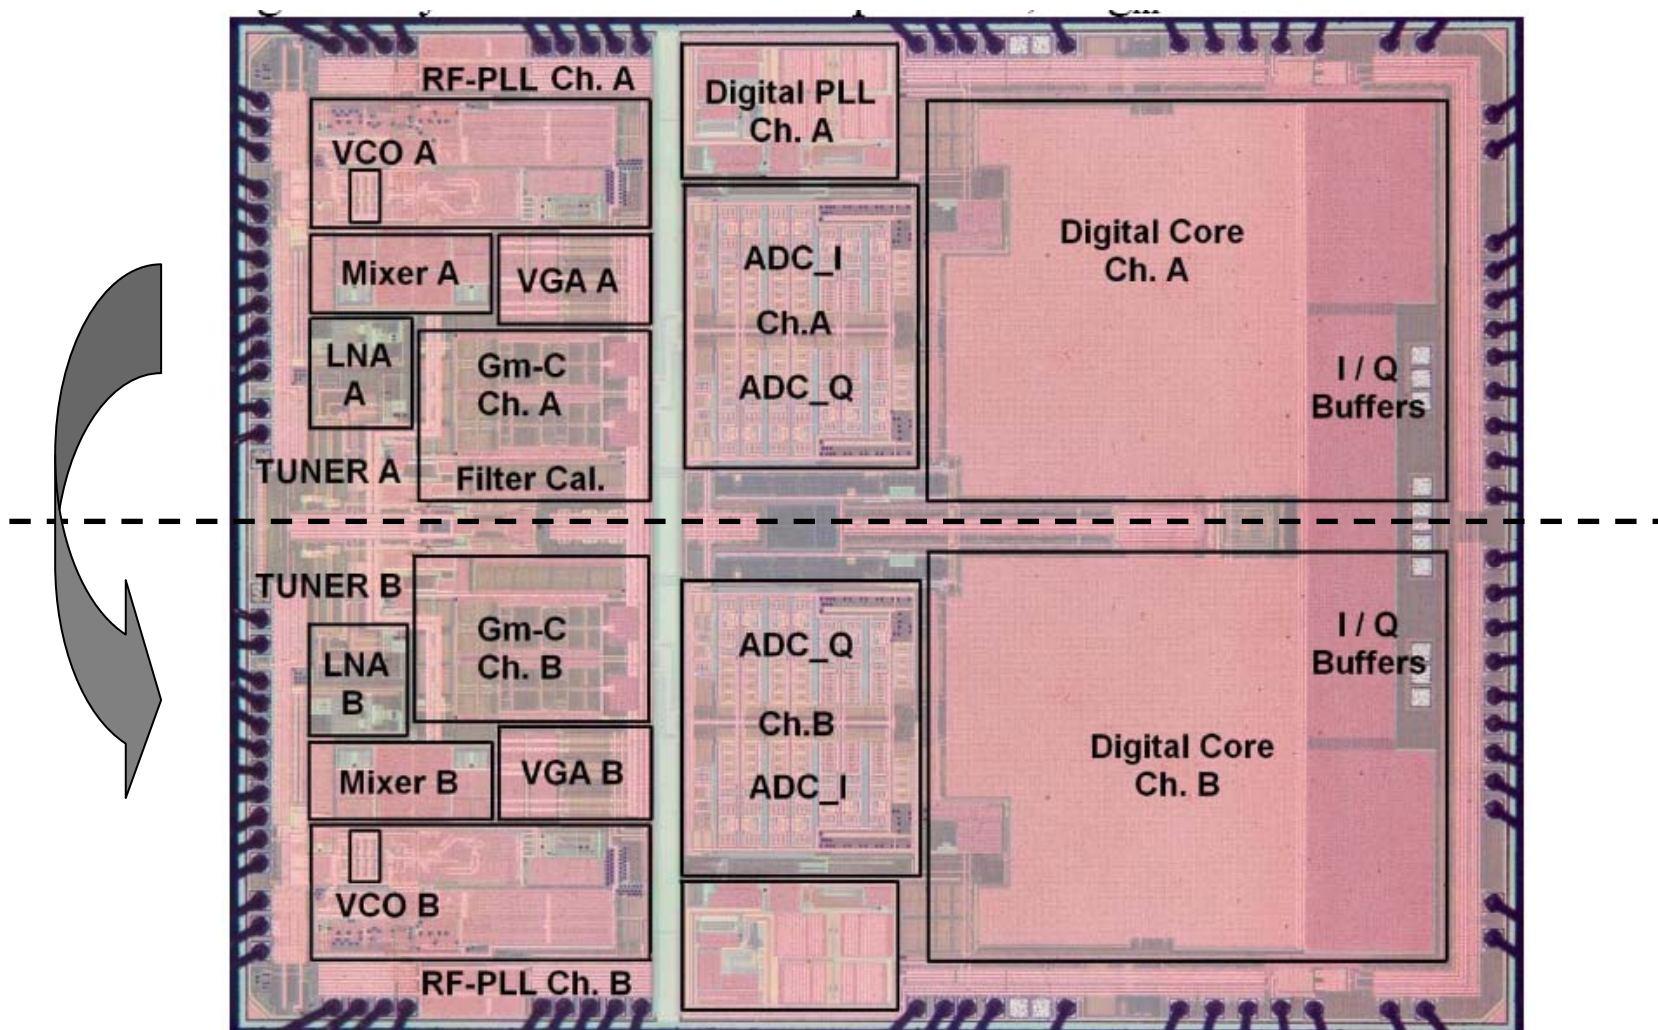 RF-PLL Ch. A
VCO A
Mixer A
VGA A
LNA
A
Gm-C
Ch. A
Filter Cal.
TUNER A
Digital PLL
Ch. A
ADC_I
Ch.A
ADC_Q
Digital Core
Ch. A
I / Q
Buffers
TUNER B
LNA
B
Gm-C
Ch. B
Mixer B
VGA B
VCO B
RF-PLL Ch. B
ADC_Q
Ch.B
ADC_I
Digital Core
Ch. B
I / Q
Buffers